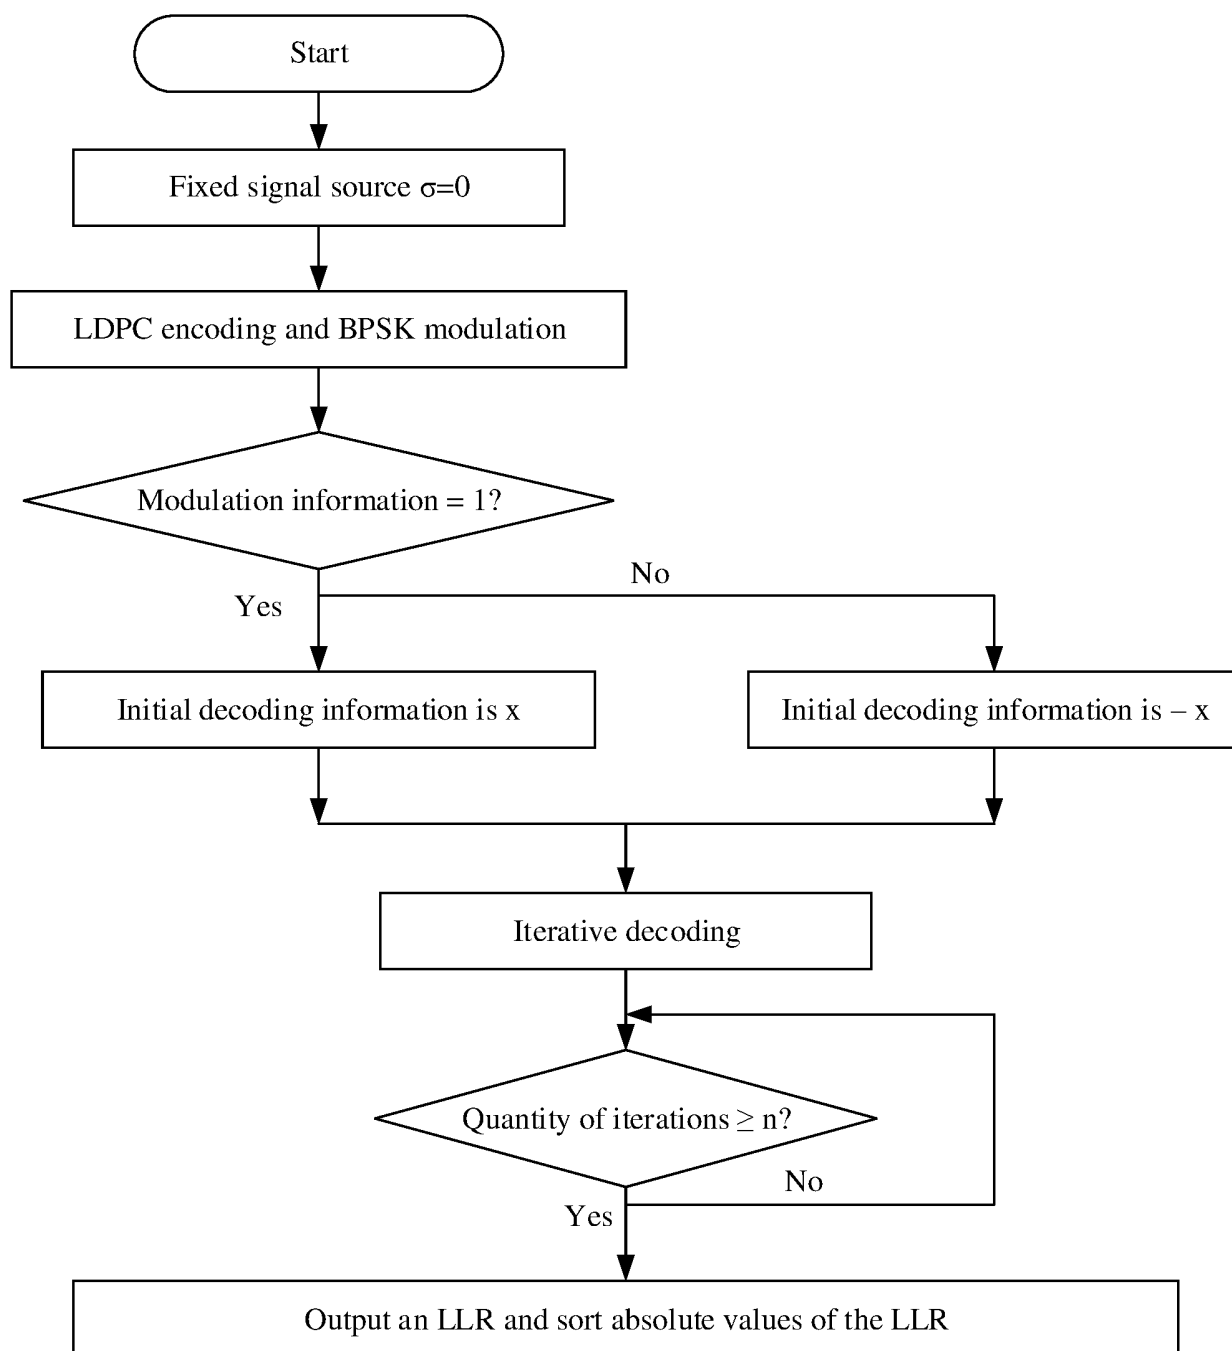 Start
Fixed signal source σ=0
LDPC encoding and BPSK modulation
Modulation information = 1?
No
Yes
Initial decoding information is x
Initial decoding information is – x
Iterative decoding
Quantity of iterations ≥ n?
No
Yes
Output an LLR and sort absolute values of the LLR